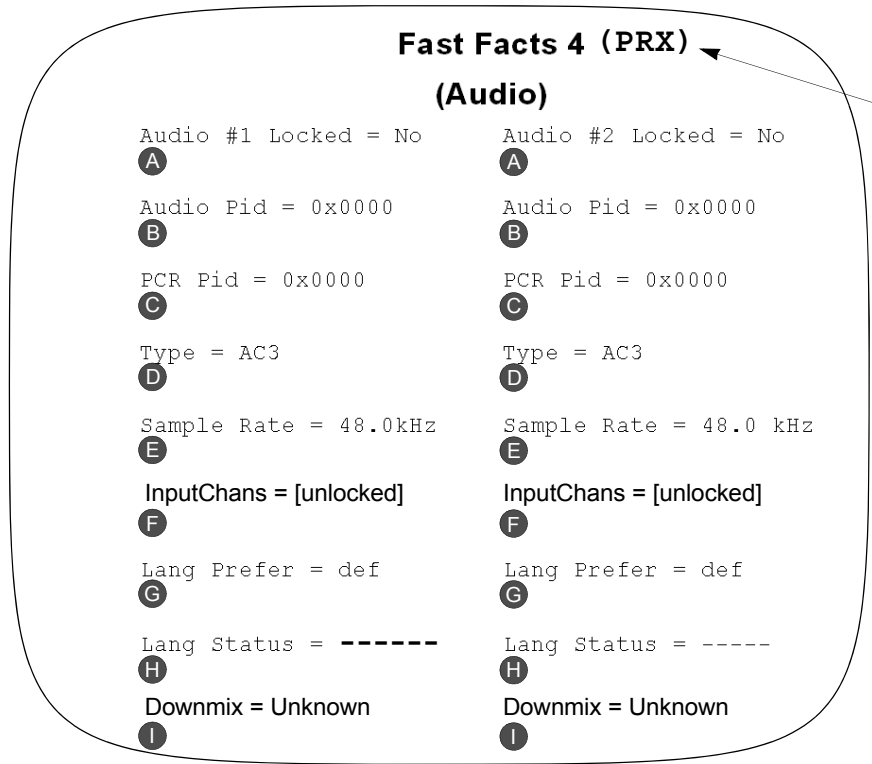 Fast Facts 4 (PRX)
(Audio)
Audio #1 Locked = No Audio #2 Locked = No
A A
Audio Pid = 0x0000 Audio Pid = 0x0000
B B
PCR Pid = 0x0000 PCR Pid = 0x0000
C C
Type = AC3 Type = AC3
D D
Sample Rate = 48.0kHz Sample Rate = 48.0 kHz
E E
InputChans = [unlocked] InputChans = [unlocked]
F F
Lang Prefer = def Lang Prefer = def
G G
Lang Status = ------ Lang Status = -----
H H
Downmix = Unknown Downmix = Unknown
I I